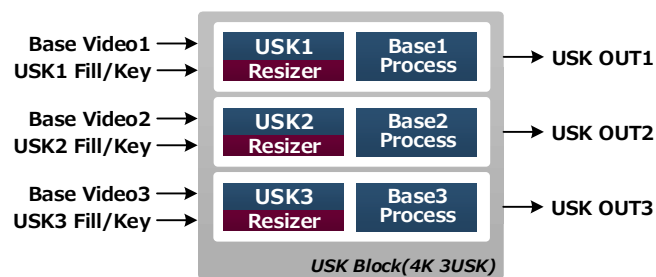 Base Video1
USK1 Fill/Key
USK1
Resizer
Base1
Process
USK OUT1
Base Video2
USK2 Fill/Key
USK2
Resizer
Base2
Process
USK OUT2
Base Video3
USK3 Fill/Key
USK3
Resizer
Base3
Process
USK OUT3
USK Block(4K 3USK)